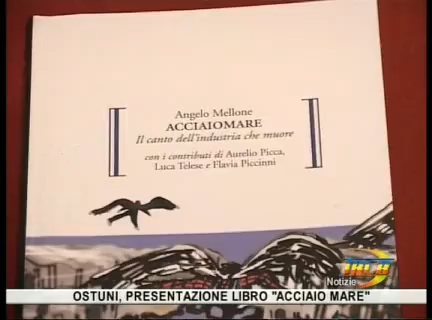 Angelo Mellone
ACCIAIOMARE
Il canto dell'industria che muore
con i contributi di Aurelio Picca,
Luca Telese e Flavia Piccinni
Notizie
OSTUNI, PRESENTAZIONE LIBRO "ACCIAIO MARE"